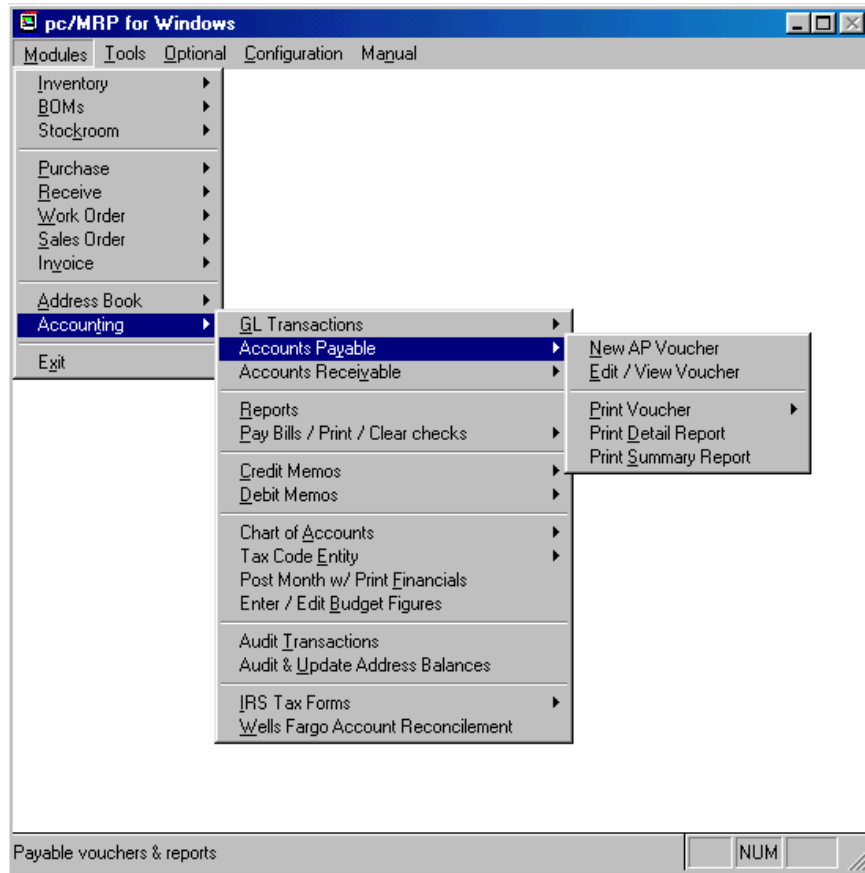 pc/MRP for Windows
Modules Tools Optional Configuration Manual
Inventory
BOMs
Stockroom
Purchase
Receive
Work Order
Sales Order
Invoice
Address Book
Accounting
Exit
GL Transactions
Accounts Payable
Accounts Receivable
Reports
Pay Bills / Print / Clear checks
Credit Memos
Debit Memos
Chart of Accounts
Tax Code Entity
Post Month w/ Print Financials
Enter / Edit Budget Figures
Audit Transactions
Audit & Update Address Balances
IRS Tax Forms
Wells Fargo Account Reconcilement
New AP Voucher
Edit / View Voucher
Print Voucher
Print Detail Report
Print Summary Report
Payable vouchers & reports
NUM